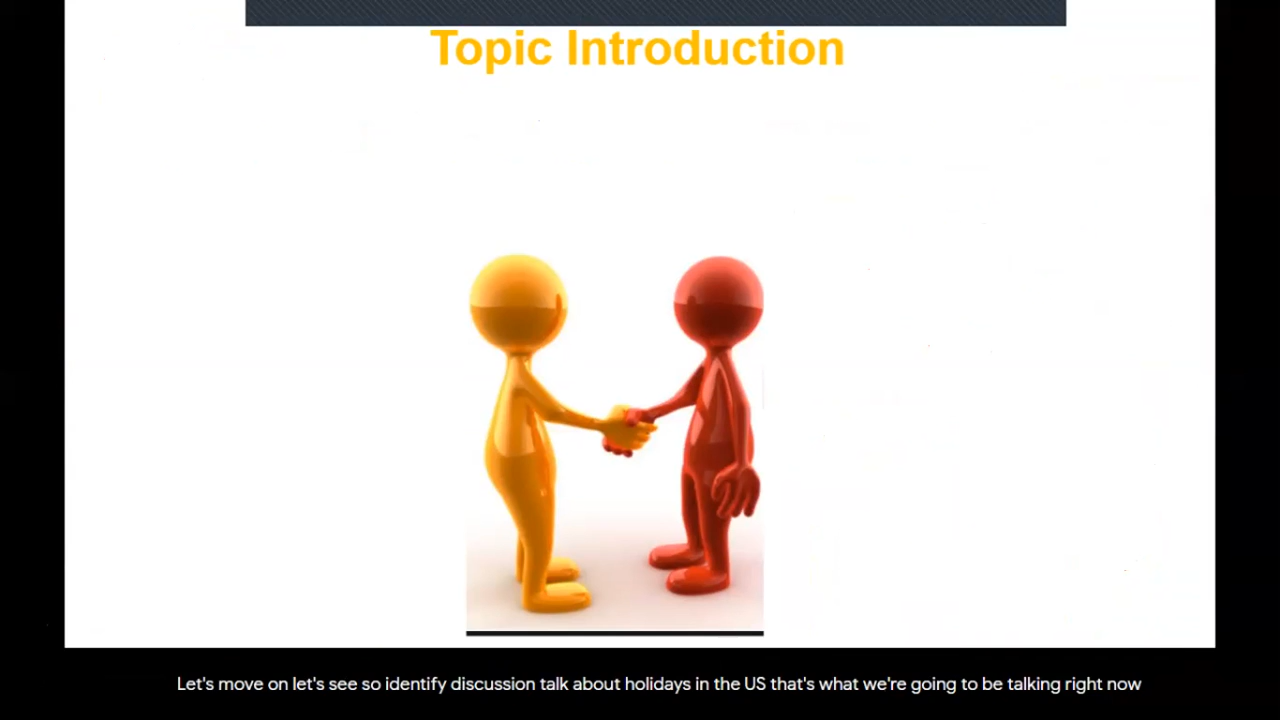 Topic Introduction
Let's move on let's see so identify discussion talk about holidays in the US that's what we're going to be talking right now